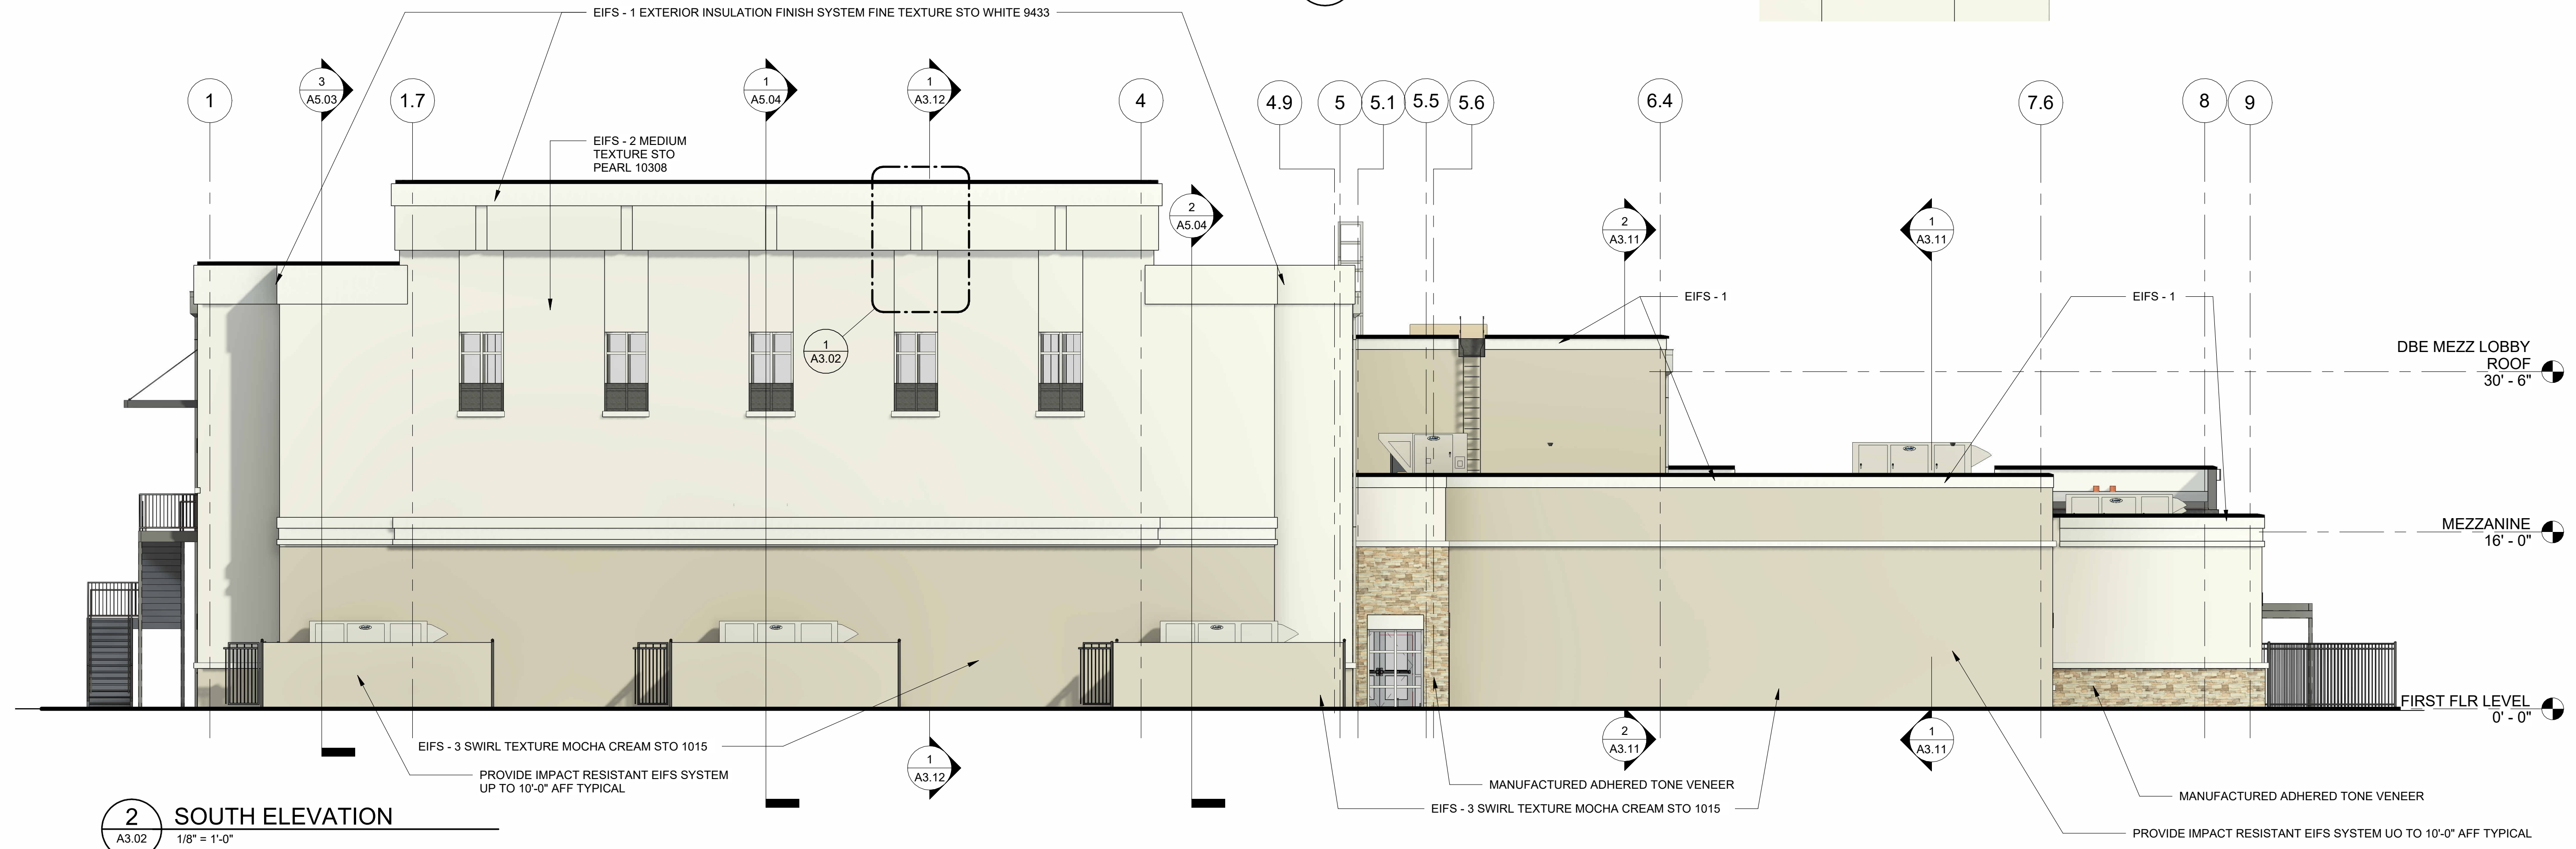 EIFS - 1 EXTERIOR INSULATION FINISH SYSTEM FINE TEXTURE STO WHITE 9433
1
3
A5.03
1.7
1
A5.04
1
A3.12
4
4.9
5
5.1
5.5
5.6
6.4
7.6
8
9
EIFS - 2 MEDIUM
TEXTURE STO
PEARL 10308
2
A5.04
2
A3.11
1
A3.11
EIFS - 1
EIFS - 1
1
A3.02
DBE MEZZ LOBBY
ROOF
30' - 6"
MEZZANINE
16' - 0"
FIRST FLR LEVEL
0' - 0"
EIFS - 3 SWIRL TEXTURE MOCHA CREAM STO 1015
PROVIDE IMPACT RESISTANT EIFS SYSTEM
UP TO 10'-0" AFF TYPICAL
1
A3.12
2
A3.11
1
A3.11
MANUFACTURED ADHERED TONE VENEER
EIFS - 3 SWIRL TEXTURE MOCHA CREAM STO 1015
MANUFACTURED ADHERED TONE VENEER
PROVIDE IMPACT RESISTANT EIFS SYSTEM UO TO 10'-0" AFF TYPICAL
2
A3.02
SOUTH ELEVATION
1/8" = 1'-0"